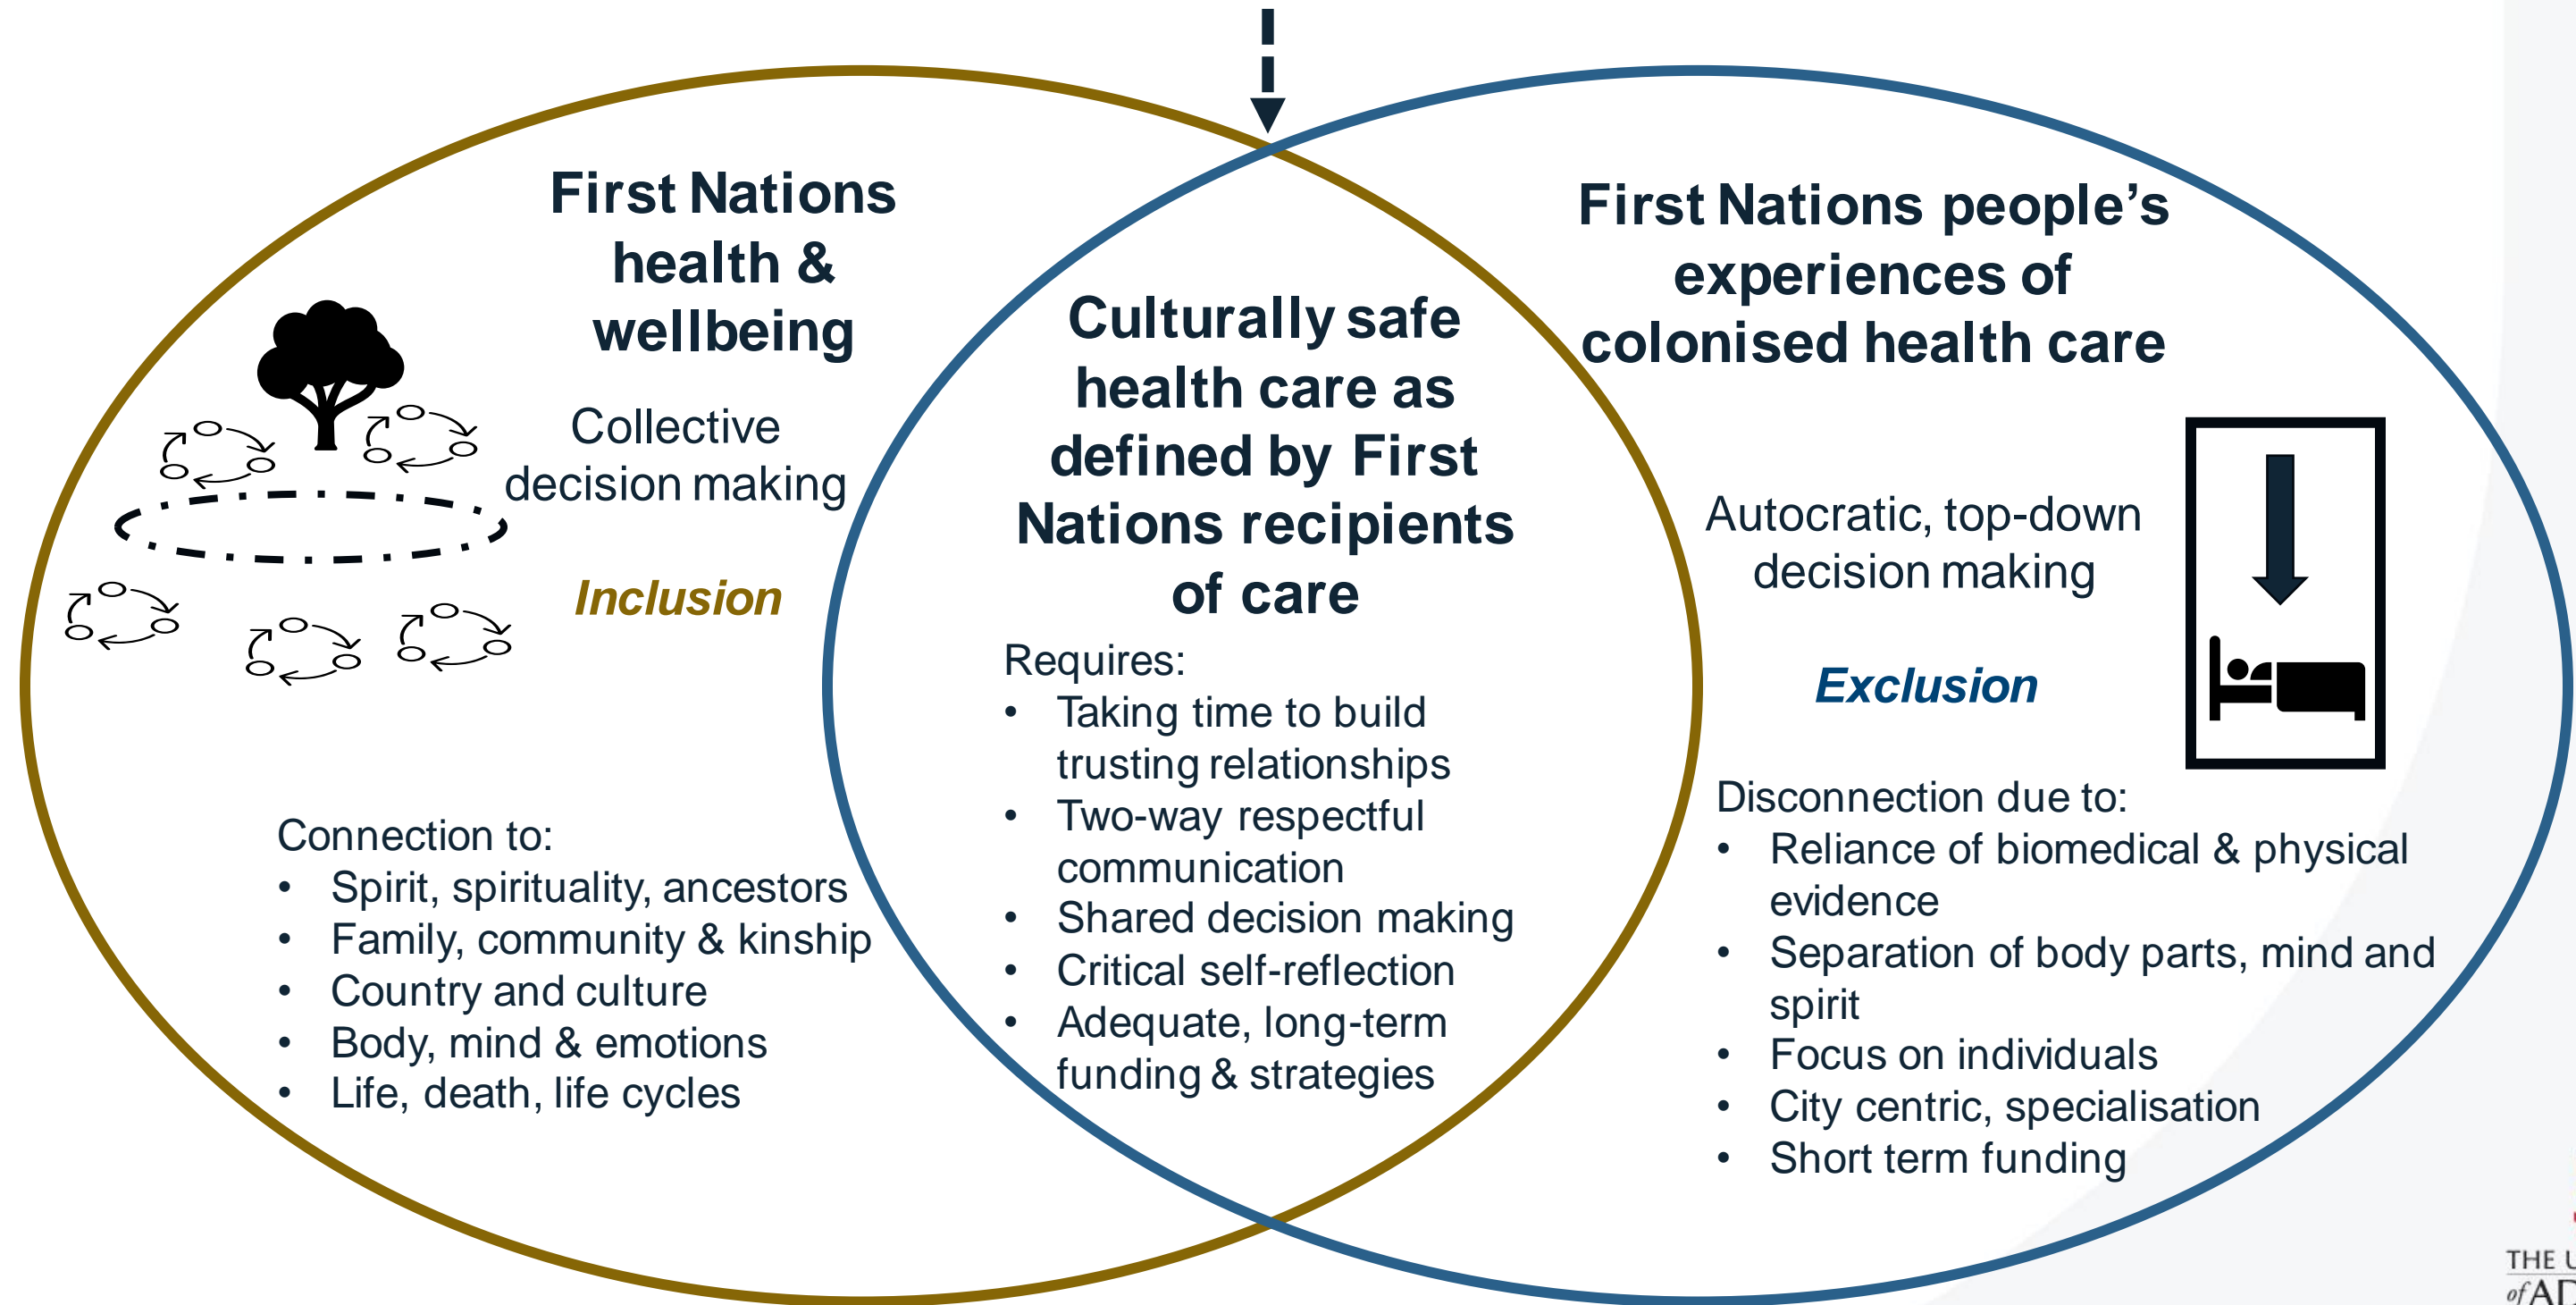 First Nations
health &
wellbeing
Collective
decision making
Inclusion
Connection to:
• Spirit, spirituality, ancestors
• Family, community & kinship
• Country and culture
• Body, mind & emotions
• Life, death, life cycles
Culturally safe
health care as
defined by First
Nations recipients
of care
Requires:
• Taking time to build
trusting relationships
• Two-way respectful
communication
• Shared decision making
• Critical self-reflection
• Adequate, long-term
funding & strategies
First Nations people’s
experiences of
colonised health care
Autocratic, top-down
decision making
Exclusion
Disconnection due to:
• Reliance of biomedical & physical
evidence
• Separation of body parts, mind and
spirit
• Focus on individuals
• City centric, specialisation
• Short term funding
THE U
of AD